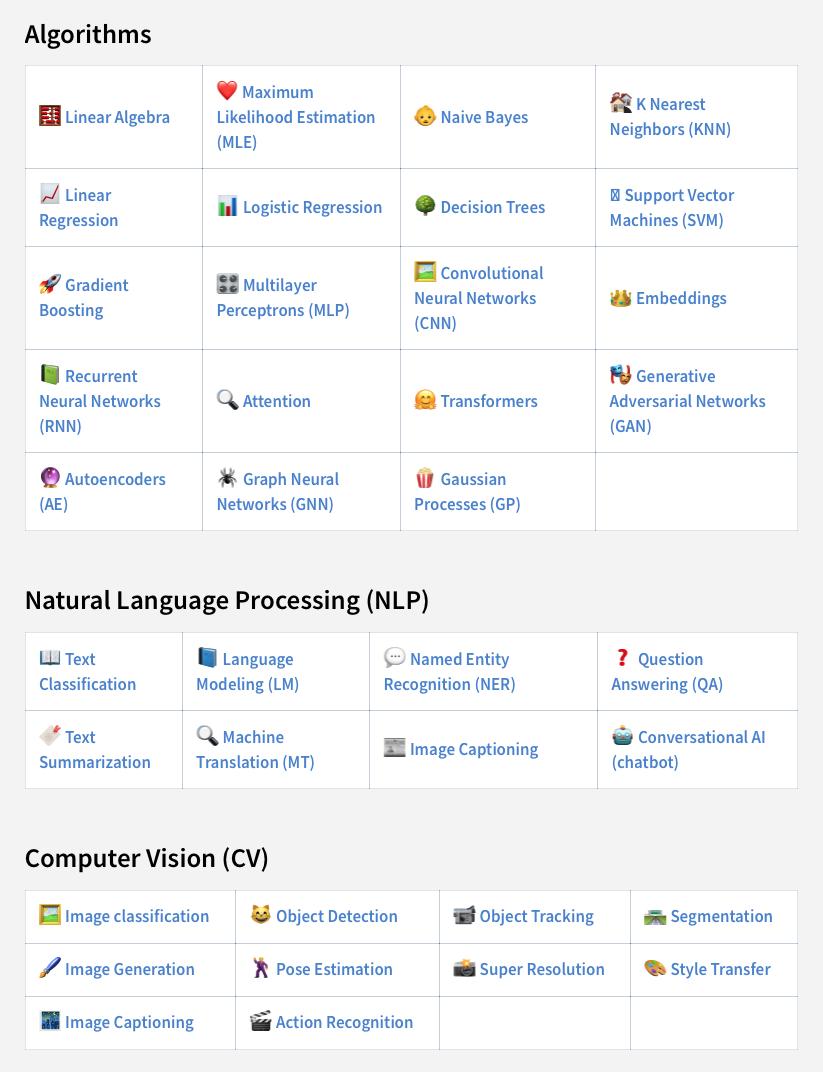 Algorithms
Linear Algebra
Maximum
Likelihood Estimation
(MLE)
Naive Bayes
K Nearest
Neighbors (KNN)
Linear
Regression
Logistic Regression
Decision Trees
Support Vector
Machines (SVM)
Gradient
Boosting
Multilayer
Perceptrons (MLP)
Convolutional
Neural Networks
(CNN)
Embeddings
Recurrent
Neural Networks
(RNN)
Attention
Transformers
Generative
Adversarial Networks
(GAN)
Autoencoders
(AE)
Graph Neural
Networks (GNN)
Gaussian
Processes (GP)
Natural Language Processing (NLP)
Text
Classification
Language
Modeling (LM)
Named Entity
Recognition (NER)
Question
Answering (QA)
Text
Summarization
Machine
Translation (MT)
Image Captioning
Conversational AI
(chatbot)
Computer Vision (CV)
Image classification
Object Detection
Object Tracking
Segmentation
Image Generation
Pose Estimation
Super Resolution
Style Transfer
Image Captioning
Action Recognition